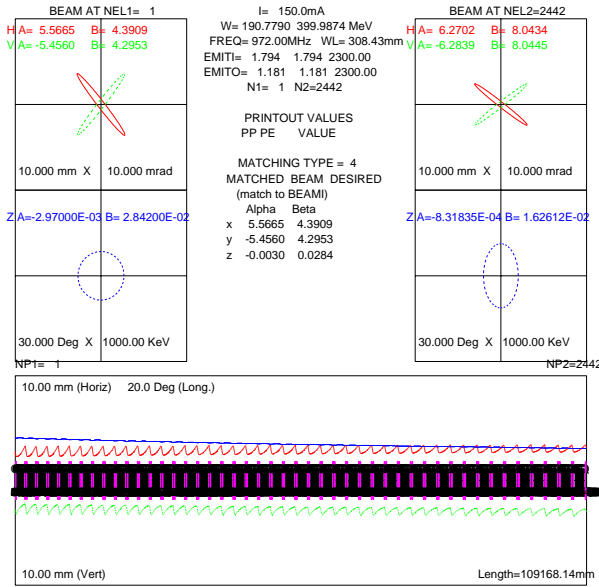 BEAM AT NEL1= 1
H A= 5.5665 B= 4.3909
V A= -5.4560 B= 4.2953
10.000 mm X 10.000 mrad
Z A=-2.97000E-03 B= 2.84200E-02
30.000 Deg X 1000.00 KeV
NP1= 1
I= 150.0mA
W= 190.7790 399.9874 MeV
FREQ= 972.00MHz WL= 308.43mm
EMITI= 1.794 1.794 2300.00
EMITO= 1.181 1.181 2300.00
N1= 1 N2=2442
PRINTOUT VALUES
PP PE VALUE
MATCHING TYPE = 4
MATCHED BEAM DESIRED
(match to BEAMI)
Alpha Beta
x 5.5665 4.3909
y -5.4560 4.2953
z -0.0030 0.0284
BEAM AT NEL2=2442
H A= 6.2702 B= 8.0434
V A= -6.2839 B= 8.0445
10.000 mm X 10.000 mrad
Z A=-8.31835E-04 B= 1.62612E-02
30.000 Deg X 1000.00 KeV
NP2=2442
10.00 mm (Horiz) 20.0 Deg (Long.)
10.00 mm (Vert) Length=109168.14mm